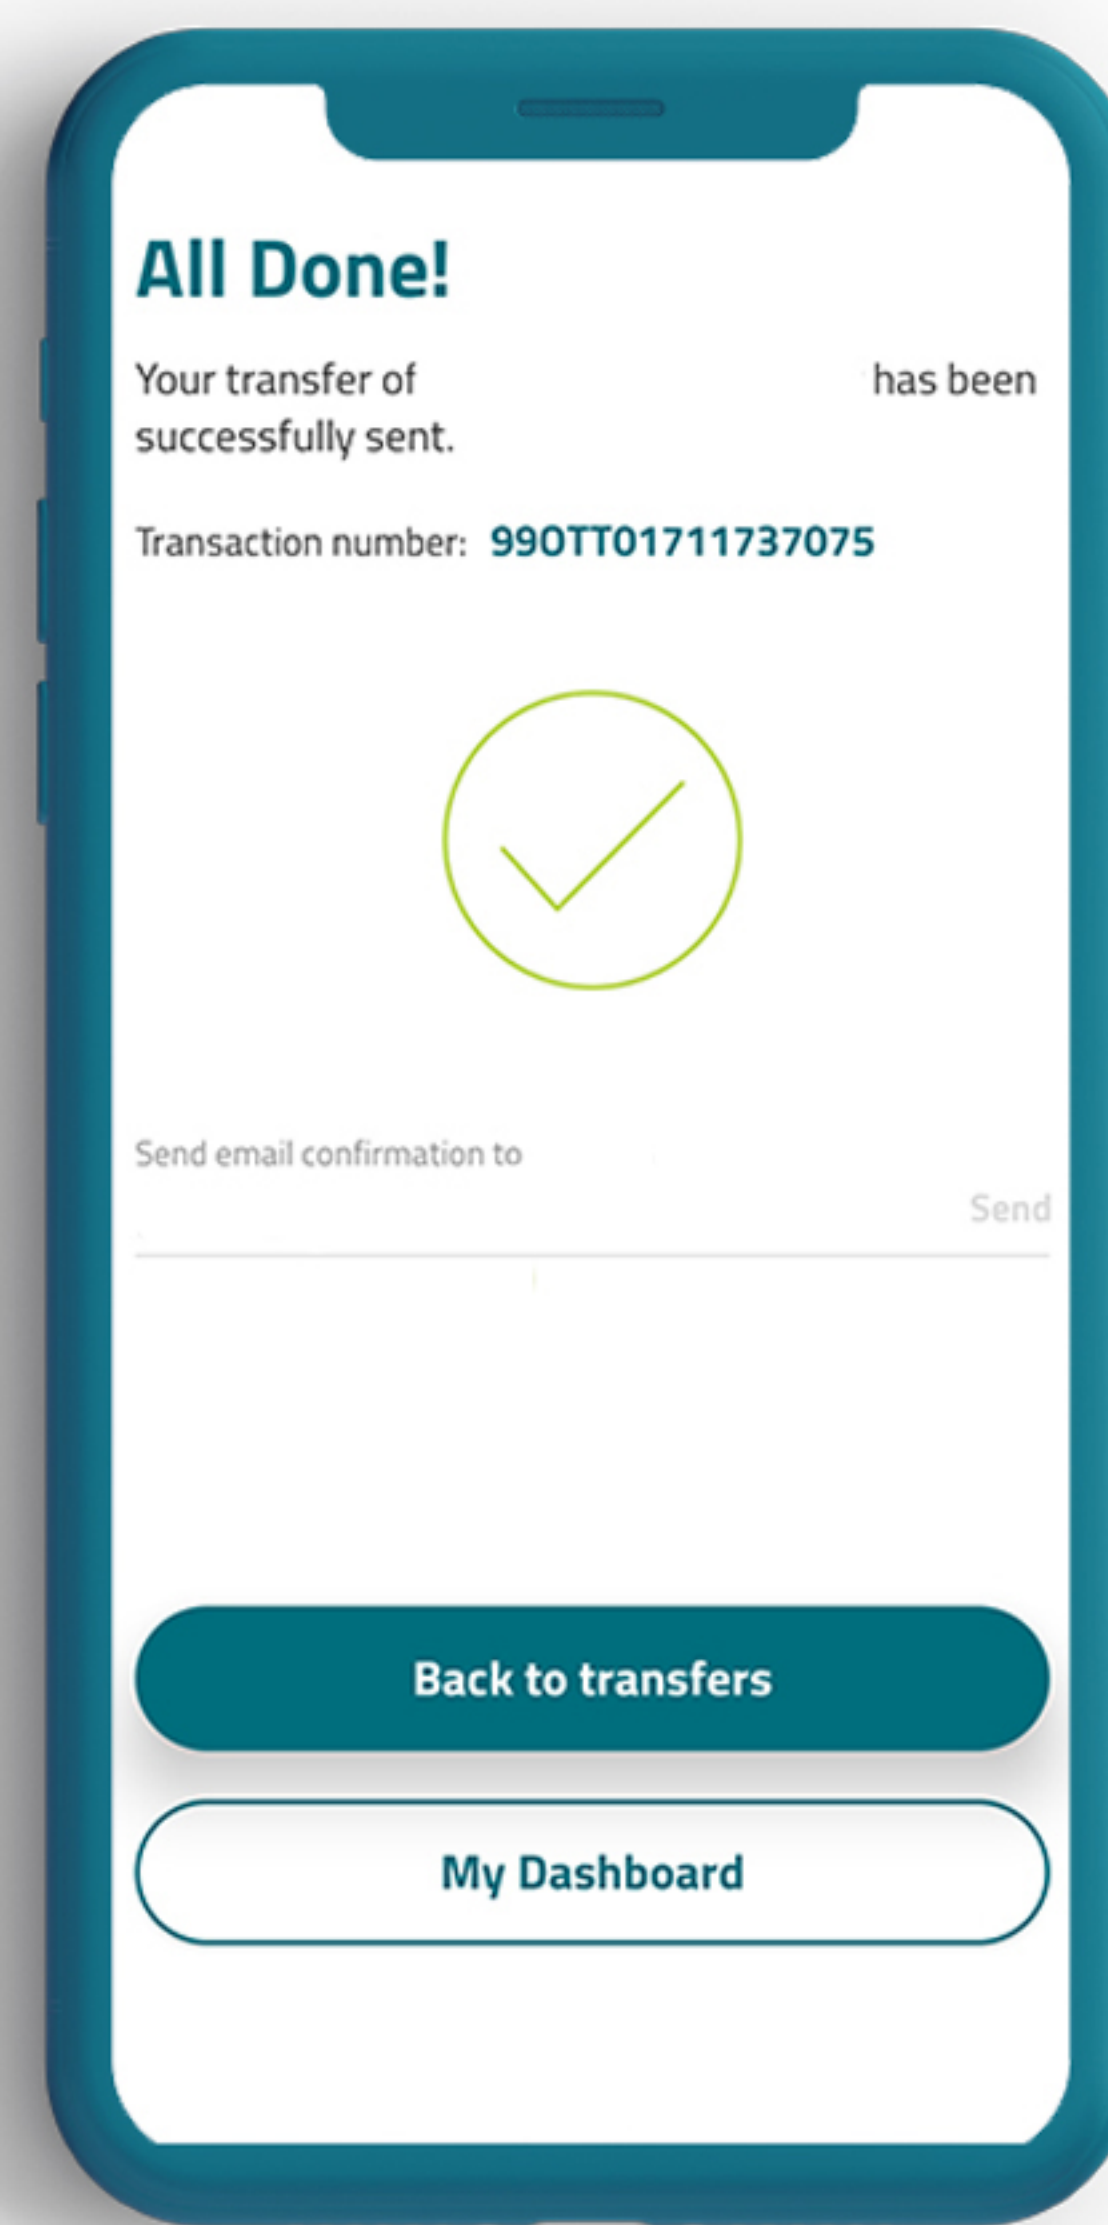 All Done!
Your transfer of has been
successfully sent.
Transaction number: 990TT01711737075
Send email confirmation to
Send
Back to transfers
My Dashboard